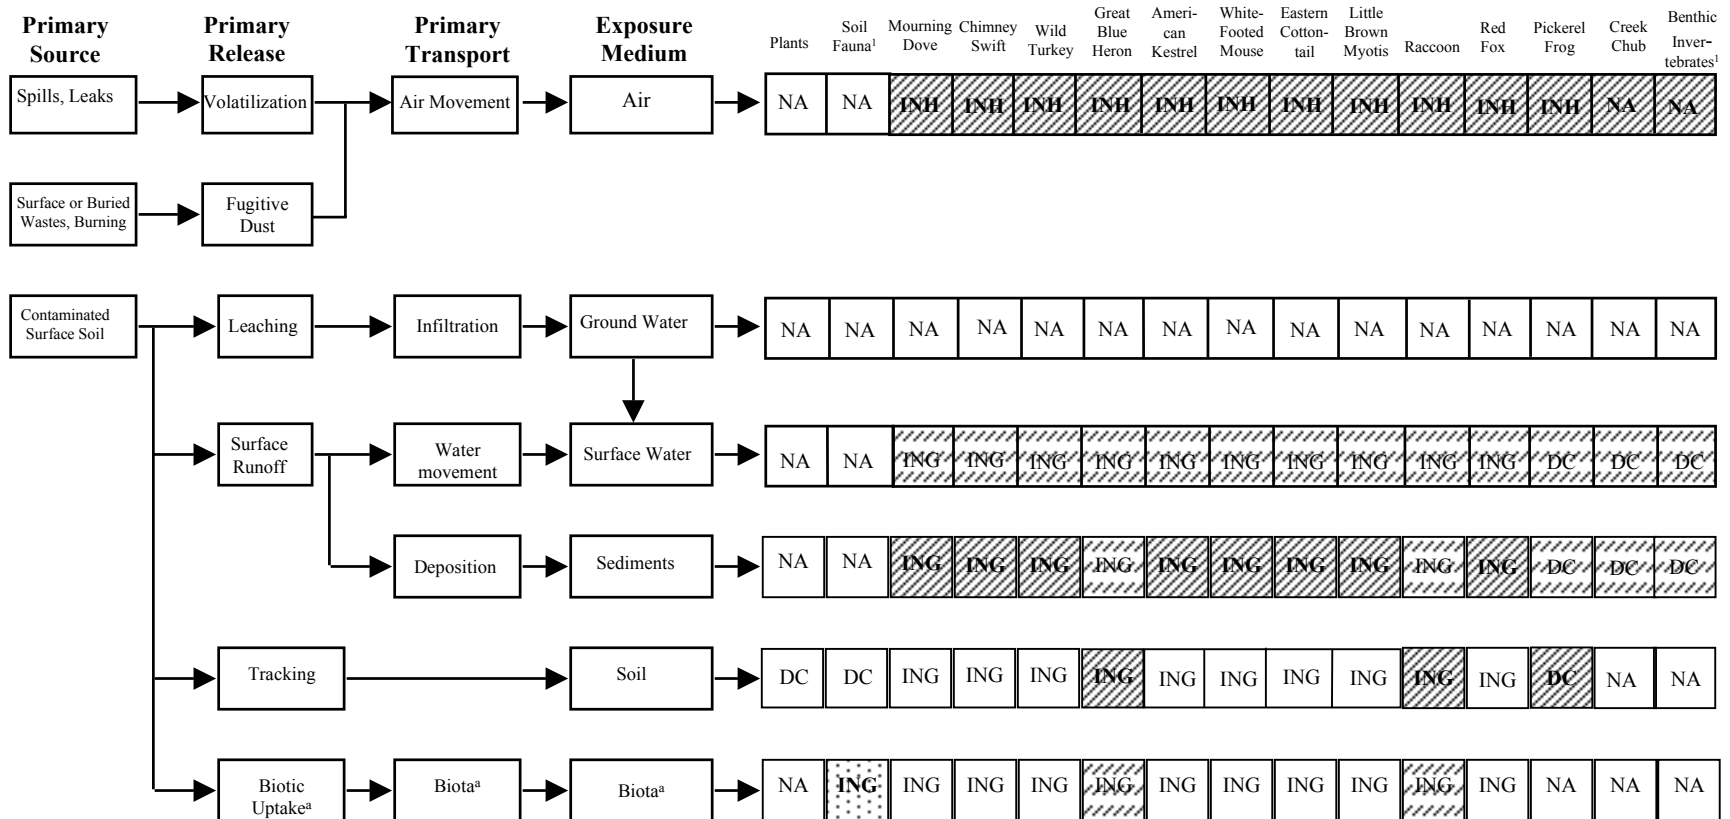 Primary Source
Primary Release
Primary Transport
Exposure Medium
Plants
Soil Fauna¹
Mourning Dove
Chimney Swift
Wild Turkey
Great Blue Heron
Ameri-can Kestrel
White-Footed Mouse
Eastern Cotton-tail
Little Brown Myotis
Raccoon
Red Fox
Pickerel Frog
Creek Chub
Benthic Inver-tebrates¹
Spills, Leaks
Volatilization
Air Movement
Air
NA NA INH INH INH INH INH INH INH INH INH INH INH NA NA
Surface or Buried
Wastes, Burning
Fugitive
Dust
Contaminated
Surface Soil
Leaching
Infiltration
Ground Water
NA NA NA NA NA NA NA NA NA NA NA NA NA NA NA
Surface
Runoff
Water
movement
Surface Water
NA NA ING ING ING ING ING ING ING ING ING ING DC DC DC
Deposition
Sediments
NA NA ING ING ING ING ING ING ING ING ING ING DC DC DC
Tracking
Soil
DC DC ING ING ING ING ING ING ING ING ING ING DC NA NA
Biotic
Uptakeᵃ
Biotaᵃ
Biotaᵃ
NA ING ING ING ING ING ING ING ING ING ING ING NA NA NA